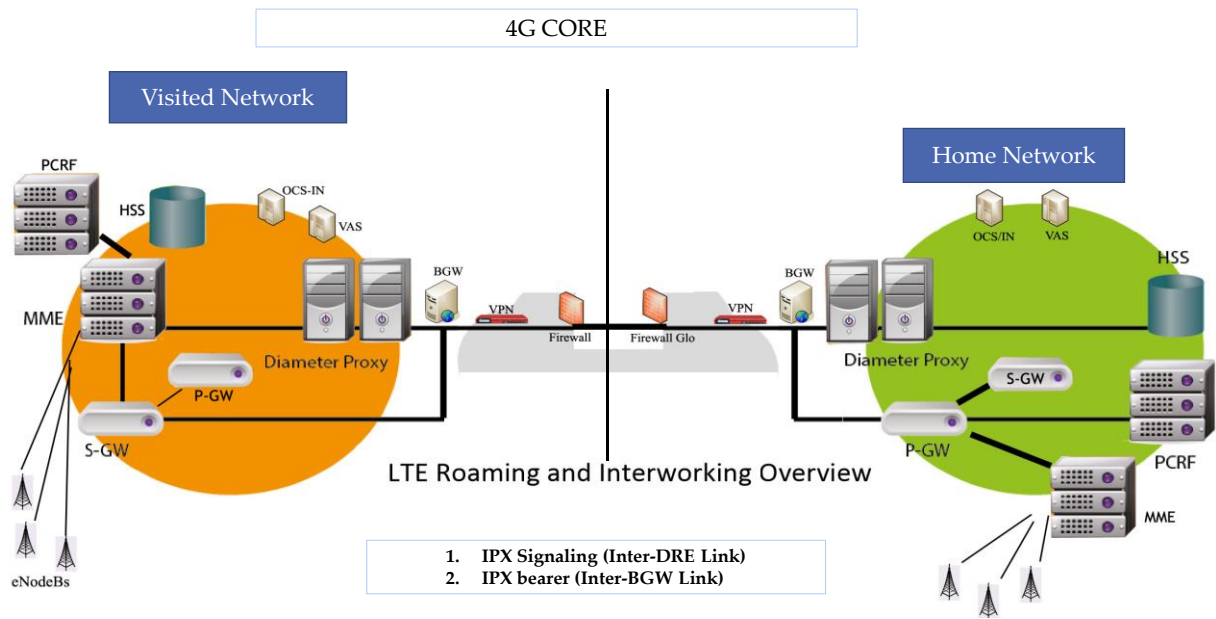 4G CORE
Visited Network
Home Network
PCRF
HSS
OCS-IN
VAS
MME
Diameter Proxy
BGW
VPN
Firewall
P-GW
S-GW
eNodeBs
Firewall Glo
VPN
BGW
OCS/IN
VAS
HSS
Diameter Proxy
S-GW
P-GW
PCRF
MME
LTE Roaming and Interworking Overview
1. IPX Signaling (Inter-DRE Link)
2. IPX bearer (Inter-BGW Link)